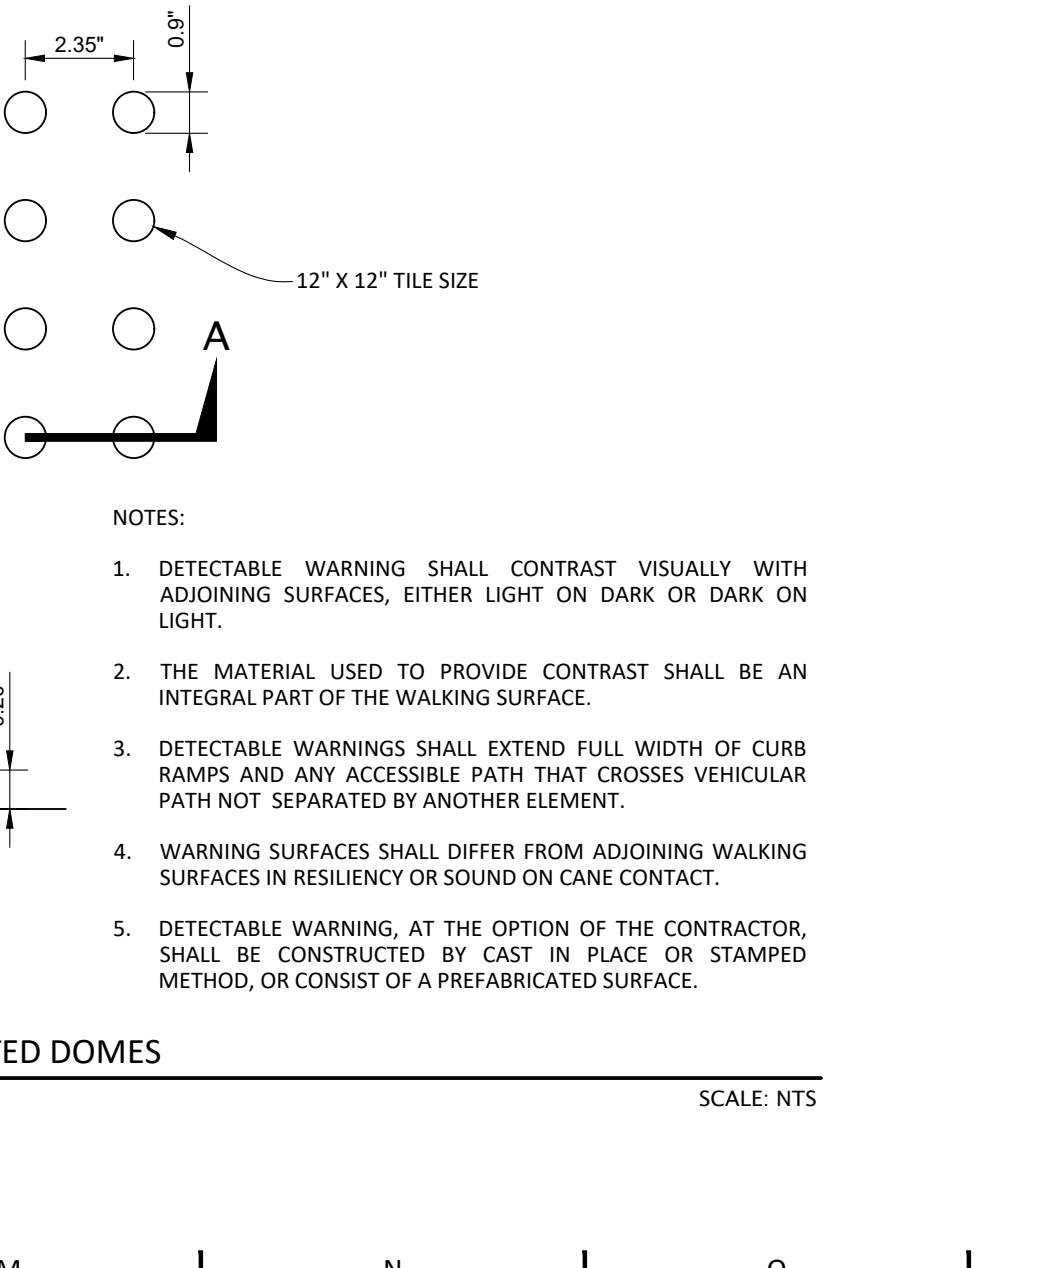 2.35"
0.9"
12" X 12" TILE SIZE
A
NOTES:
1. DETECTABLE WARNING SHALL CONTRAST VISUALLY WITH
ADJOINING SURFACES, EITHER LIGHT ON DARK OR DARK ON
LIGHT.
2. THE MATERIAL USED TO PROVIDE CONTRAST SHALL BE AN
INTEGRAL PART OF THE WALKING SURFACE.
3. DETECTABLE WARNINGS SHALL EXTEND FULL WIDTH OF CURB
RAMPS AND ANY ACCESSIBLE PATH THAT CROSSES VEHICULAR
PATH NOT SEPARATED BY ANOTHER ELEMENT.
4. WARNING SURFACES SHALL DIFFER FROM ADJOINING WALKING
SURFACES IN RESILIENCY OR SOUND ON CANE CONTACT.
5. DETECTABLE WARNING, AT THE OPTION OF THE CONTRACTOR,
SHALL BE CONSTRUCTED BY CAST IN PLACE OR STAMPED
METHOD, OR CONSIST OF A PREFABRICATED SURFACE.
TED DOMES
SCALE: NTS
M N